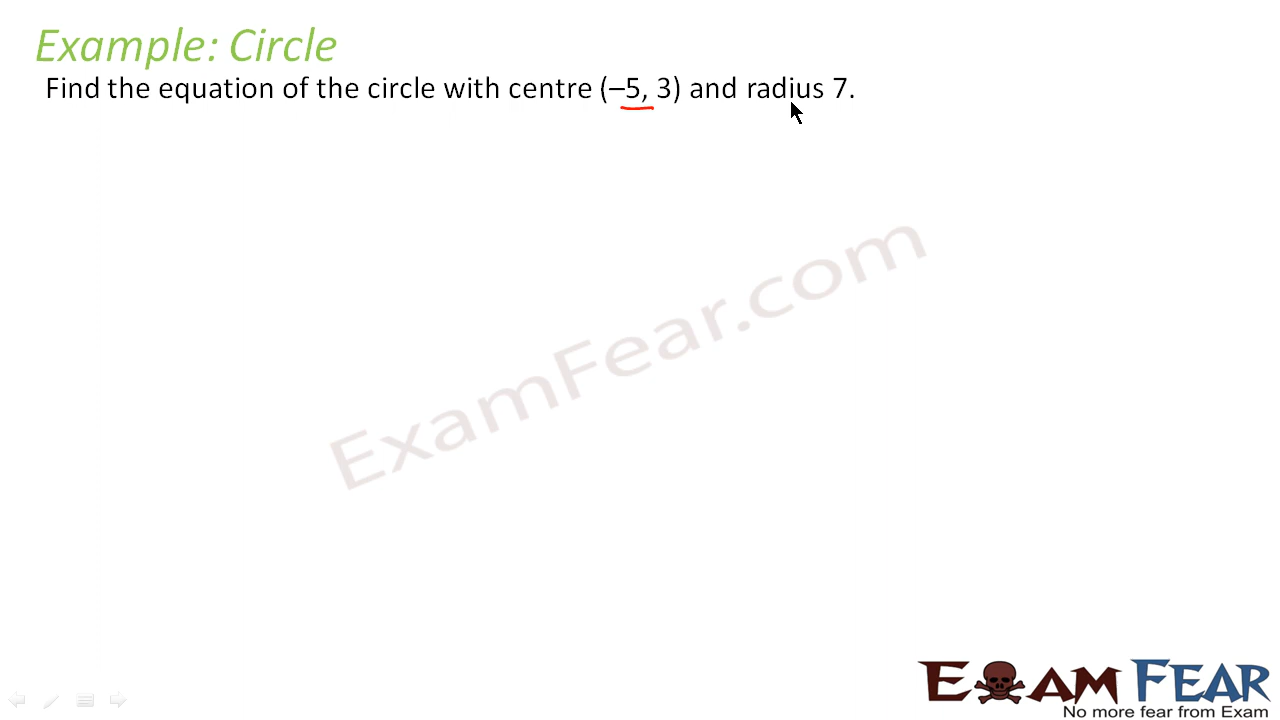 Example: Circle
Find the equation of the circle with centre (–5, 3) and radius 7.
ExamFear.com
EXAM FEAR
No more fear from Exam